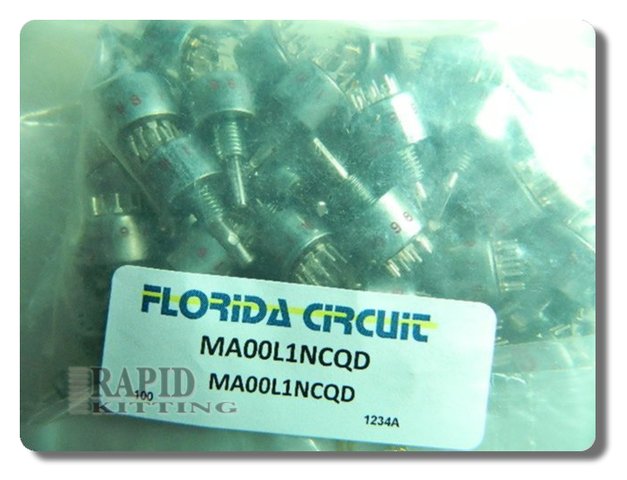 FLORIDA CIRCUIT
MA00L1NCQD
MA00L1NCQD
RAPID
100
KITTING
1234A